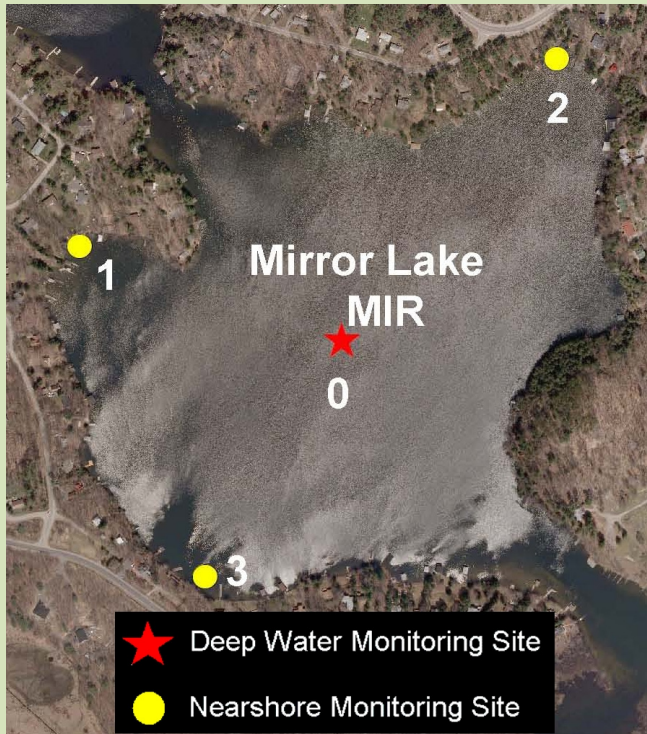 2
1
Mirror Lake
MIR
0
3
Deep Water Monitoring Site
Nearshore Monitoring Site